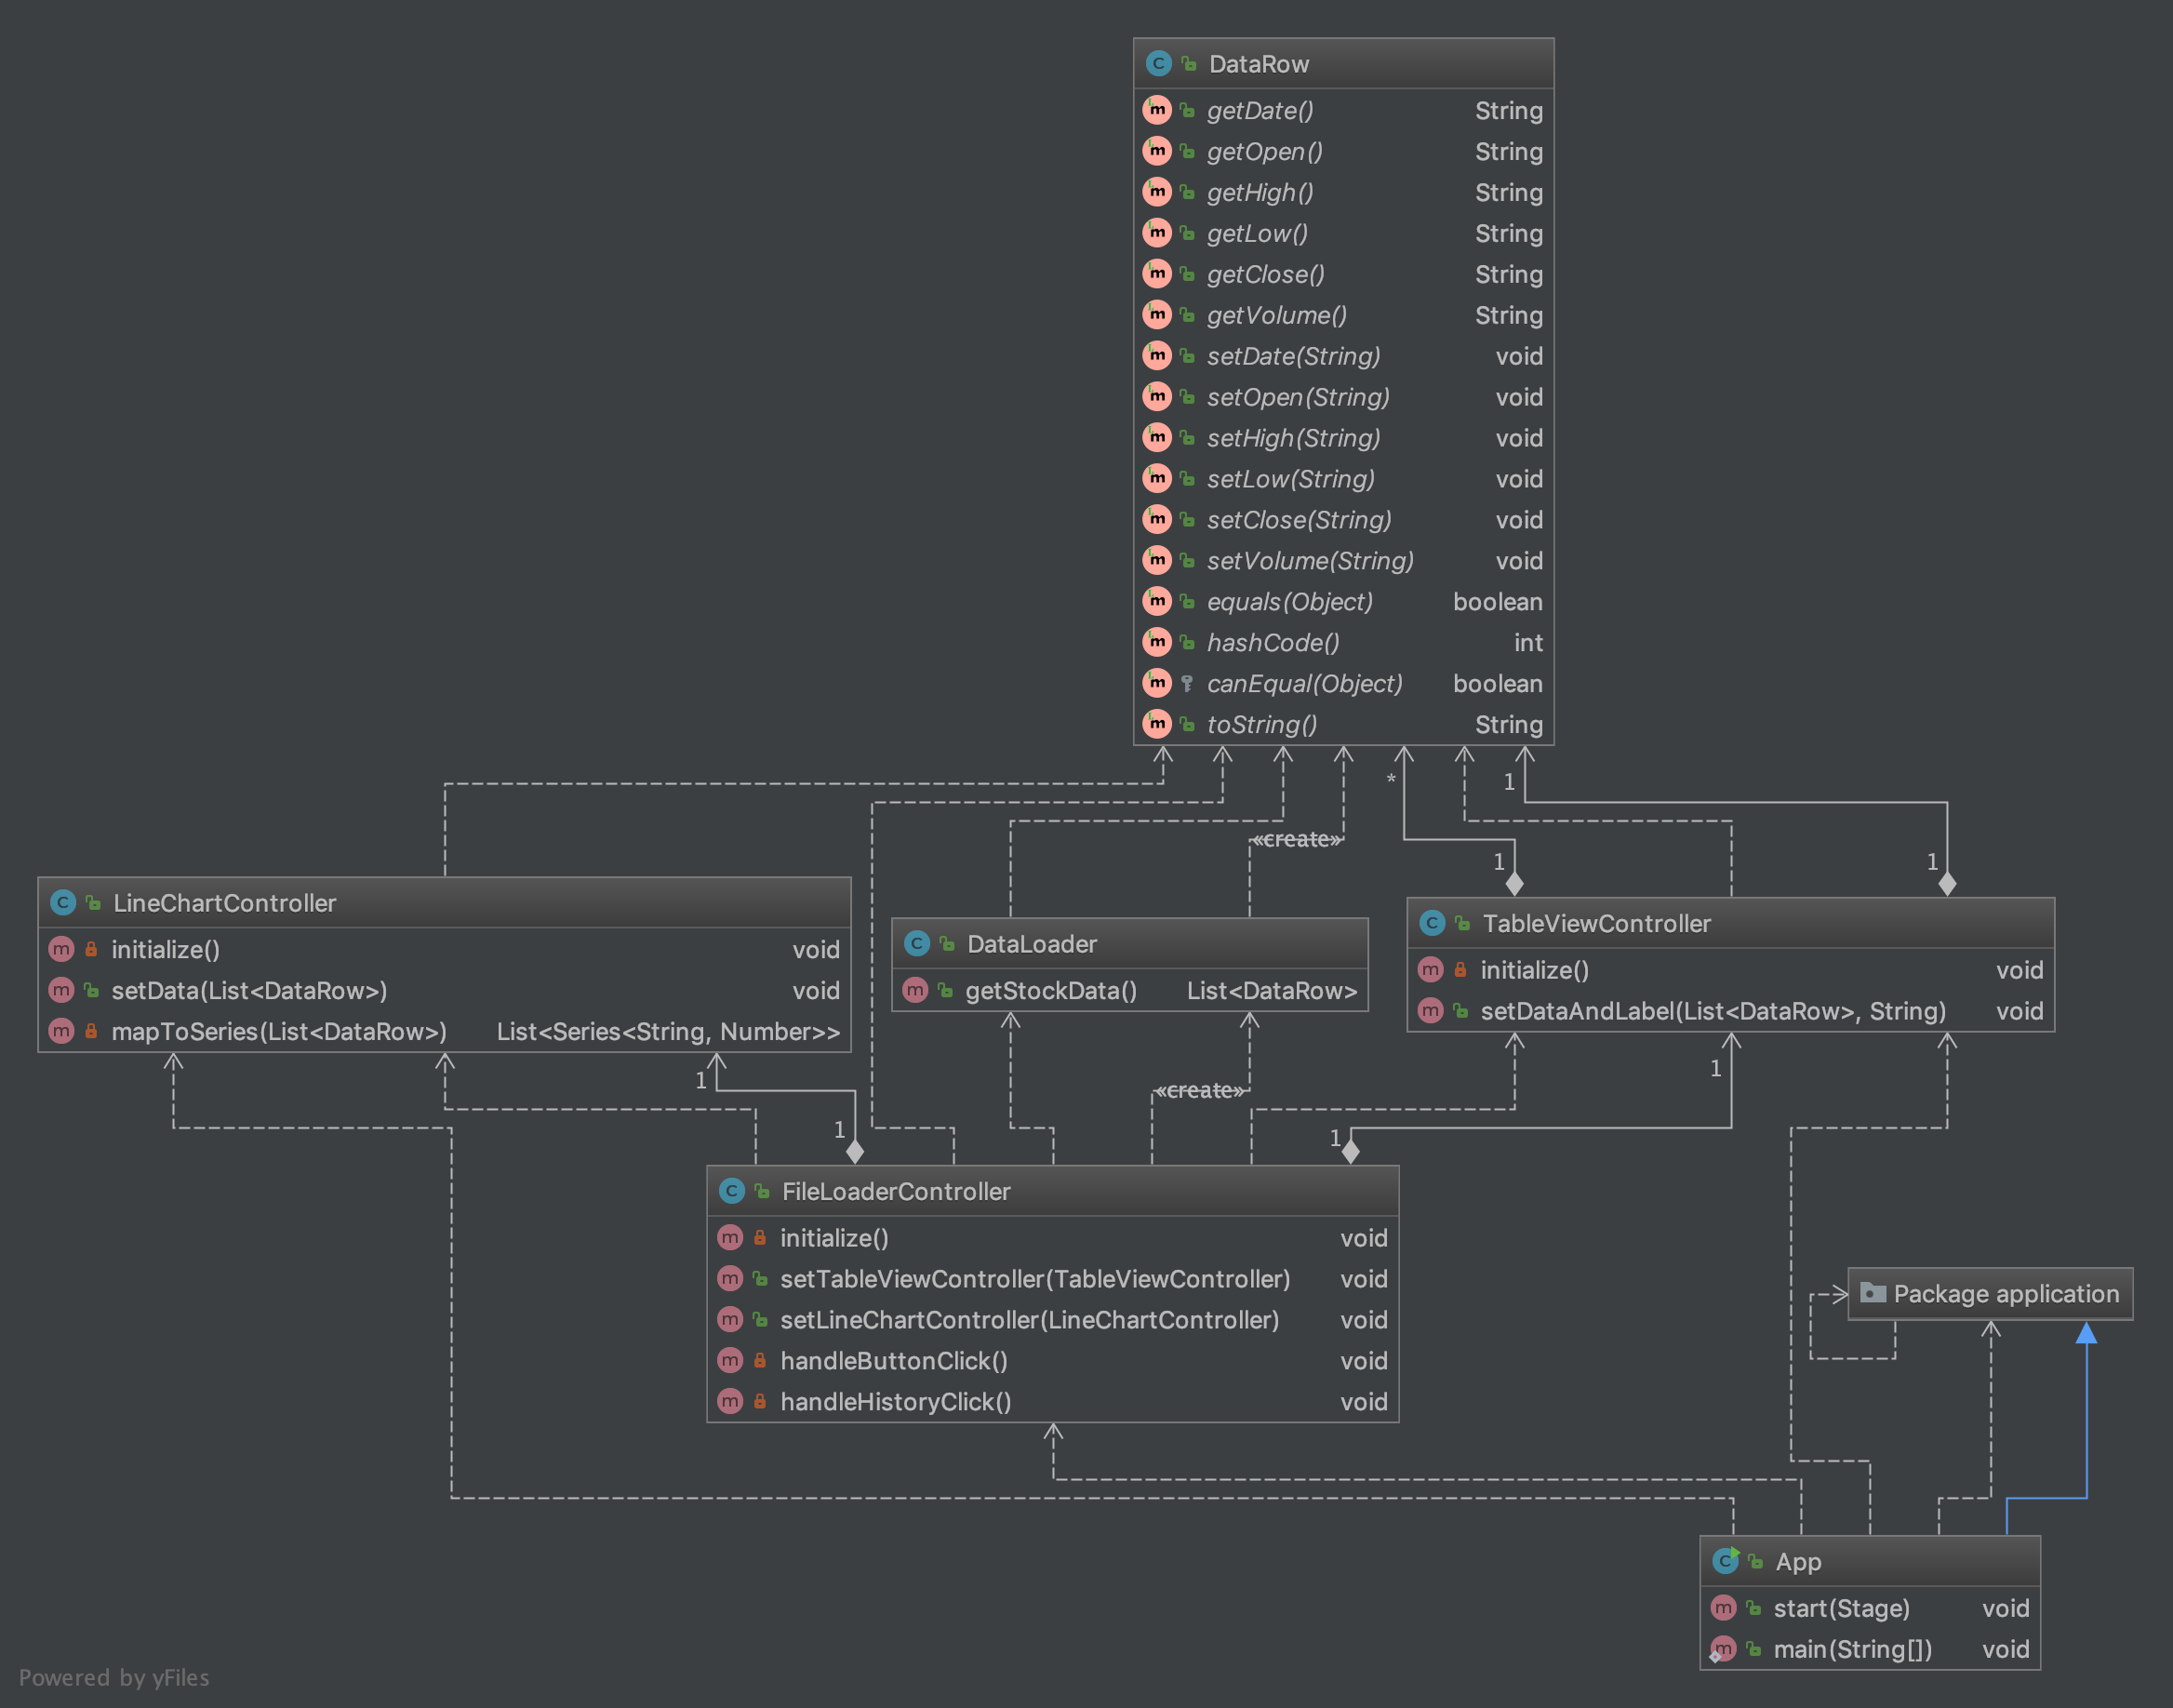 DataRow
getDate() String
getOpen() String
getHigh() String
getLow() String
getClose() String
getVolume() String
setDate(String) void
setOpen(String) void
setHigh(String) void
setLow(String) void
setClose(String) void
setVolume(String) void
equals(Object) boolean
hashCode() int
canEqual(Object) boolean
toString() String
* 1
«create»
1 1
LineChartController
initialize() void
setData(List<DataRow>) void
mapToSeries(List<DataRow>) List<Series<String, Number>>
DataLoader
getStockData() List<DataRow>
TableViewController
initialize() void
setDataAndLabel(List<DataRow>, String) void
1 «create» 1
1 1
FileLoaderController
initialize() void
setTableViewController(TableViewController) void
setLineChartController(LineChartController) void
handleButtonClick() void
handleHistoryClick() void
Package application
App
start(Stage) void
main(String[]) void
Powered by yFiles